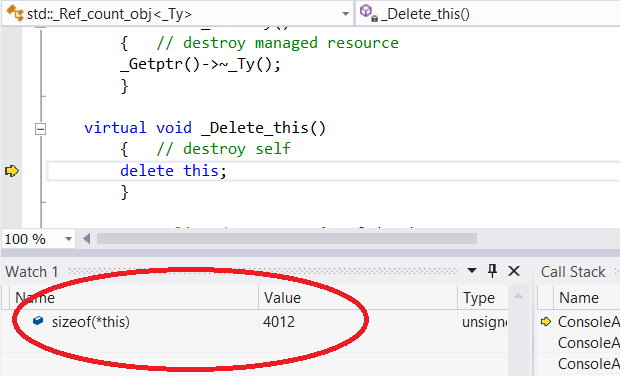 std::_Ref_count_obj<_Ty> _Delete_this()
{ // destroy managed resource
_Getptr()->~_Ty();
}
virtual void _Delete_this()
{ // destroy self
delete this;
}
100 %
Watch 1 Call Stack
Name Value Type Name
sizeof(*this) 4012 unsigne ConsoleA
ConsoleA
ConsoleA